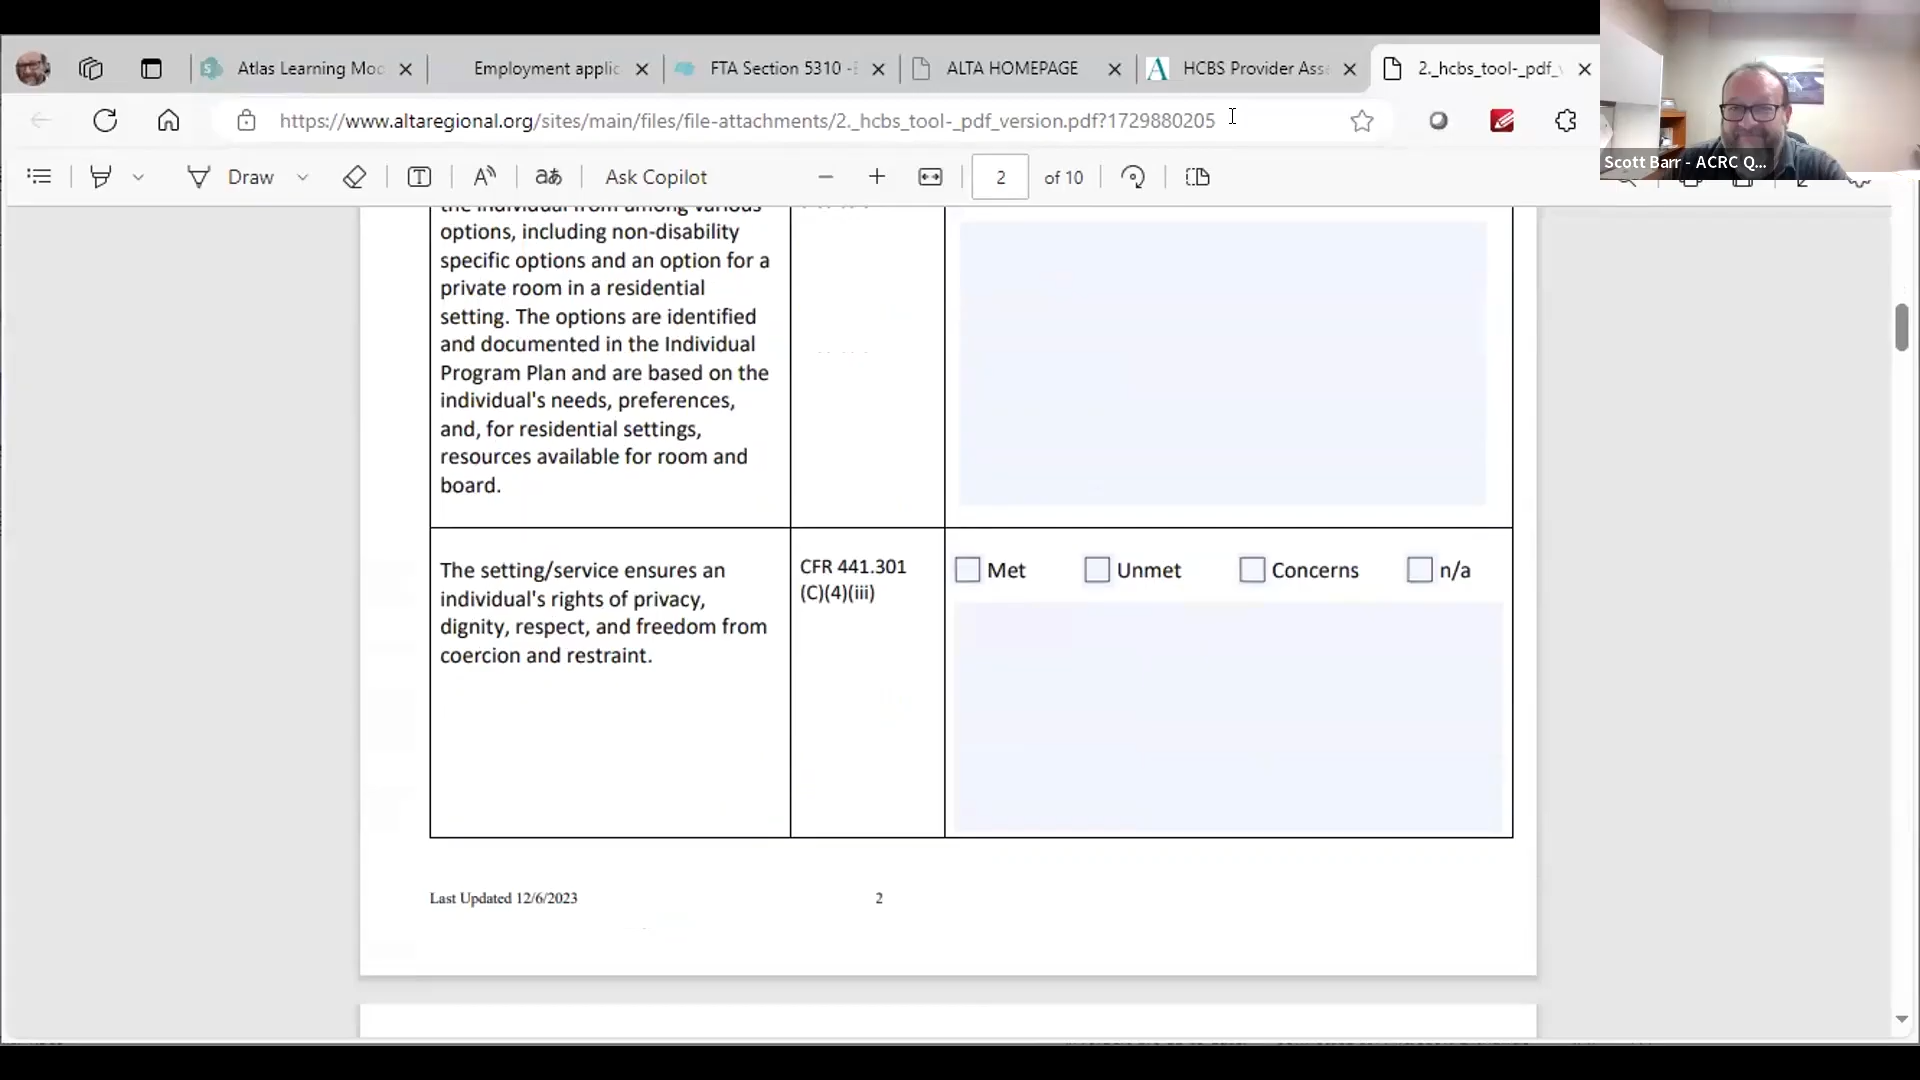 Atlas Learning Moc
Employment applic
FTA Section 5310 -
ALTA HOMEPAGE
HCBS Provider Ass
2._hcbs_tool-_pdf_
https://www.altaregional.org/sites/main/files/file-attachments/2._hcbs_tool-_pdf_version.pdf?1729880205
Scott Barr - ACRC Q...
Draw
Ask Copilot
2 of 10
the individual from among various
options, including non-disability
specific options and an option for a
private room in a residential
setting. The options are identified
and documented in the Individual
Program Plan and are based on the
individual's needs, preferences,
and, for residential settings,
resources available for room and
board.
The setting/service ensures an
individual's rights of privacy,
dignity, respect, and freedom from
coercion and restraint.
CFR 441.301
(C)(4)(iii)
Met Unmet Concerns n/a
Last Updated 12/6/2023 2